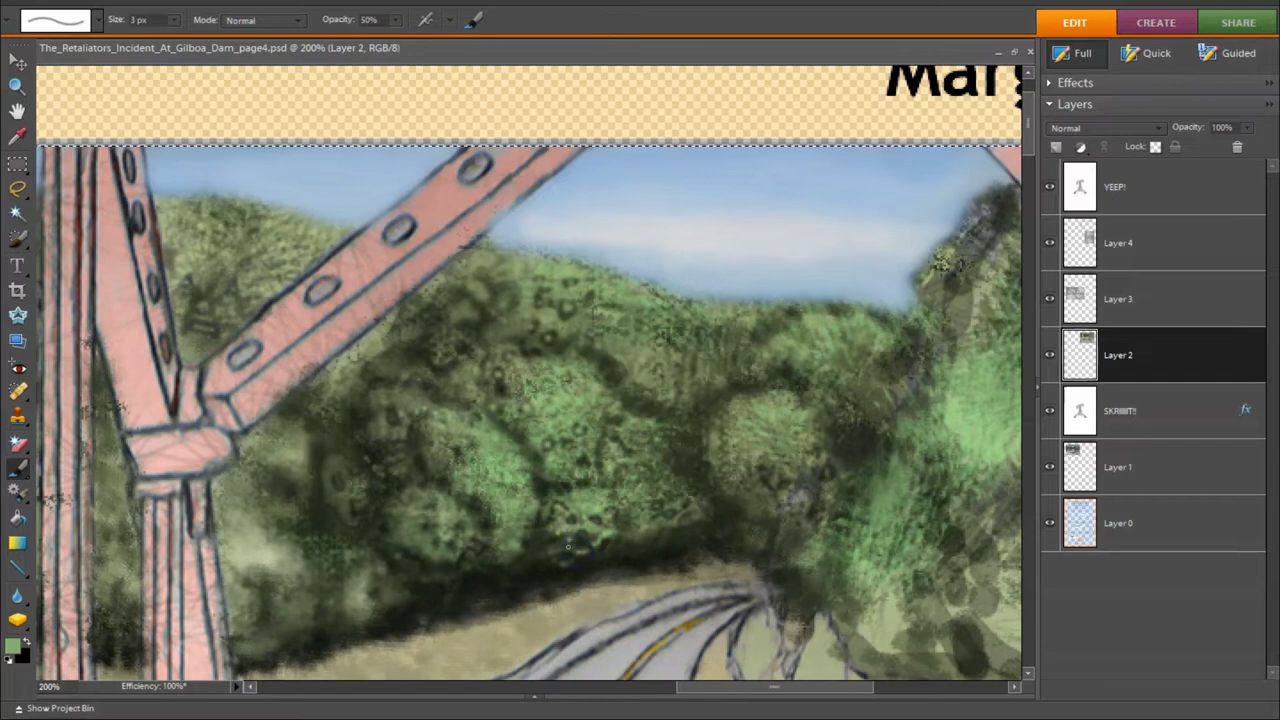 Size: 3 px Mode: Normal Opacity: 50% EDIT CREATE SHARE
The_Retaliators_Incident_At_Gilboa_Dam_page4.psd @ 200% (Layer 2, RGB/8)
Full Quick Guided
Effects
Layers
Normal Opacity: 100%
Lock:
YEEP!
Layer 4
Layer 3
Layer 2
Layer 1
Layer 0
200% Efficiency: 100%*
Show Project Bin